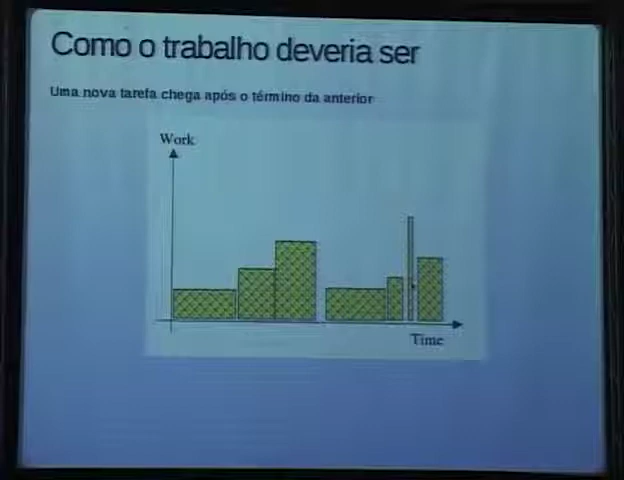 Como o trabalho deveria ser
Uma nova tarefa chega após o término da anterior
Work
Time